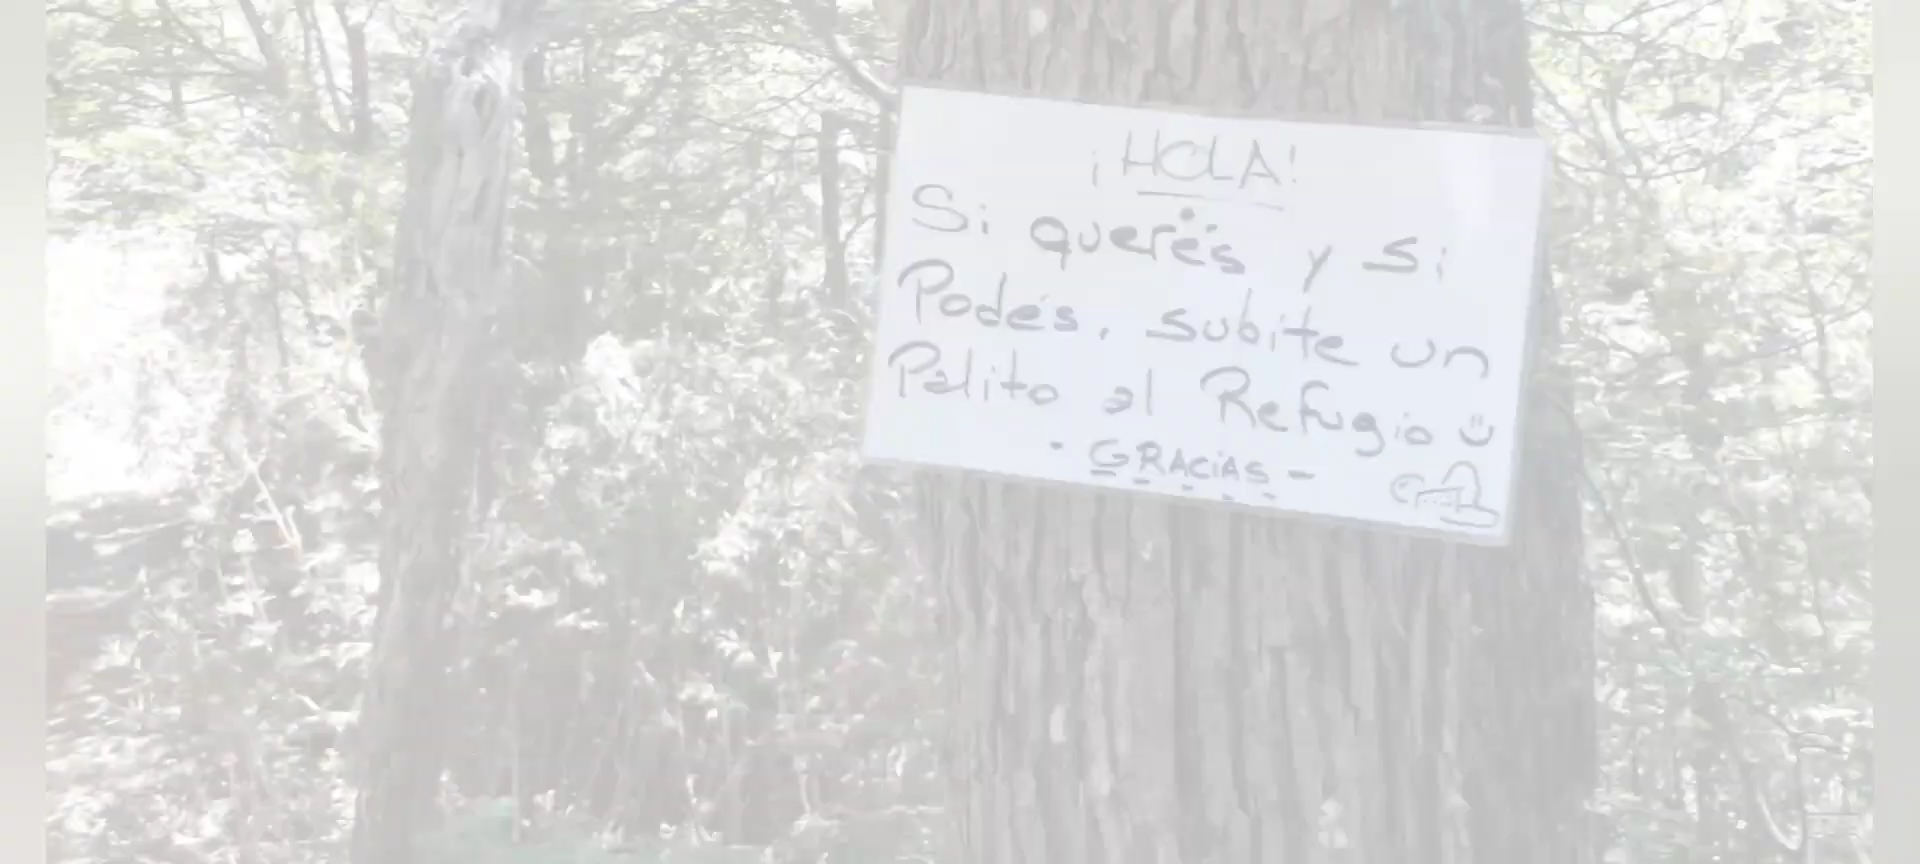 ¡HOLA!
Si querés y si
Podés, subite un
Palito al Refugio
- GRACiAS -